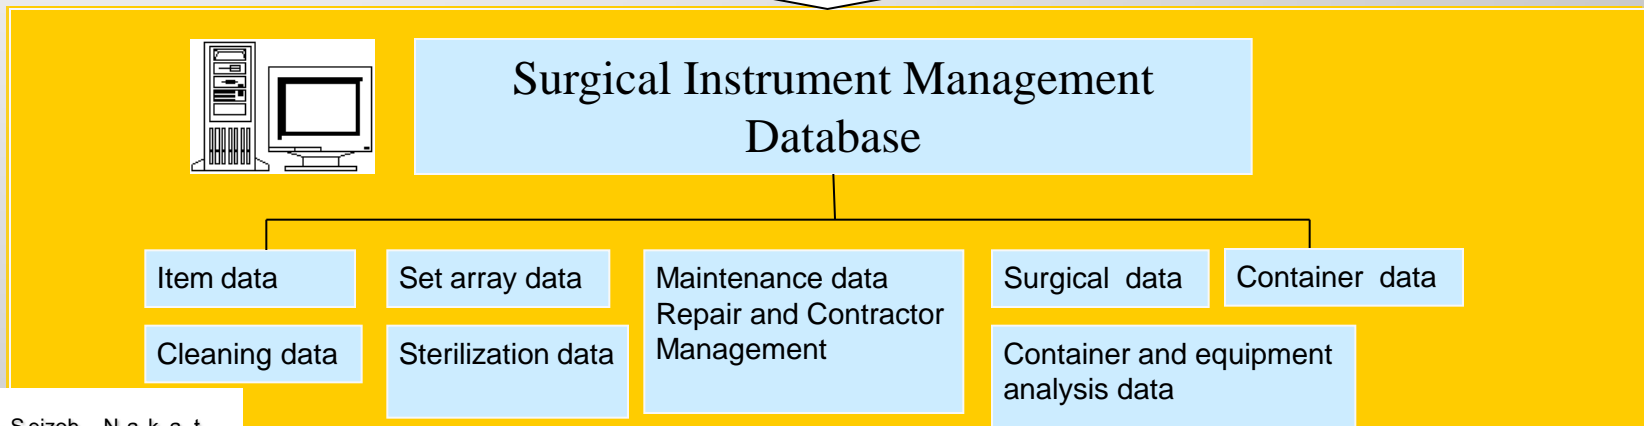 Surgical Instrument Management
Database
Item data
Set array data
Maintenance data
Repair and Contractor
Management
Surgical data
Container data
Cleaning data
Sterilization data
Container and equipment
analysis data